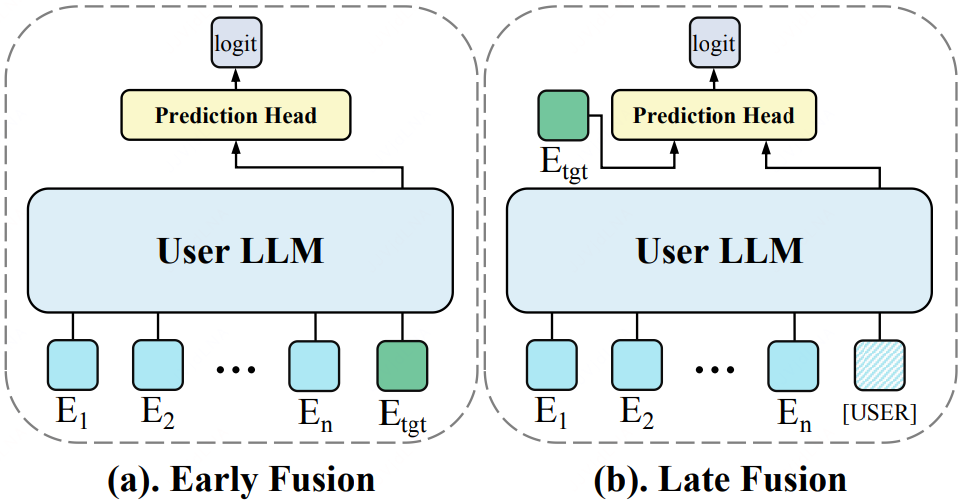 logit
Prediction Head
User LLM
...
E1 E2 En Etgt
(a). Early Fusion
logit
Prediction Head
Etgt
User LLM
...
E1 E2 En [USER]
(b). Late Fusion